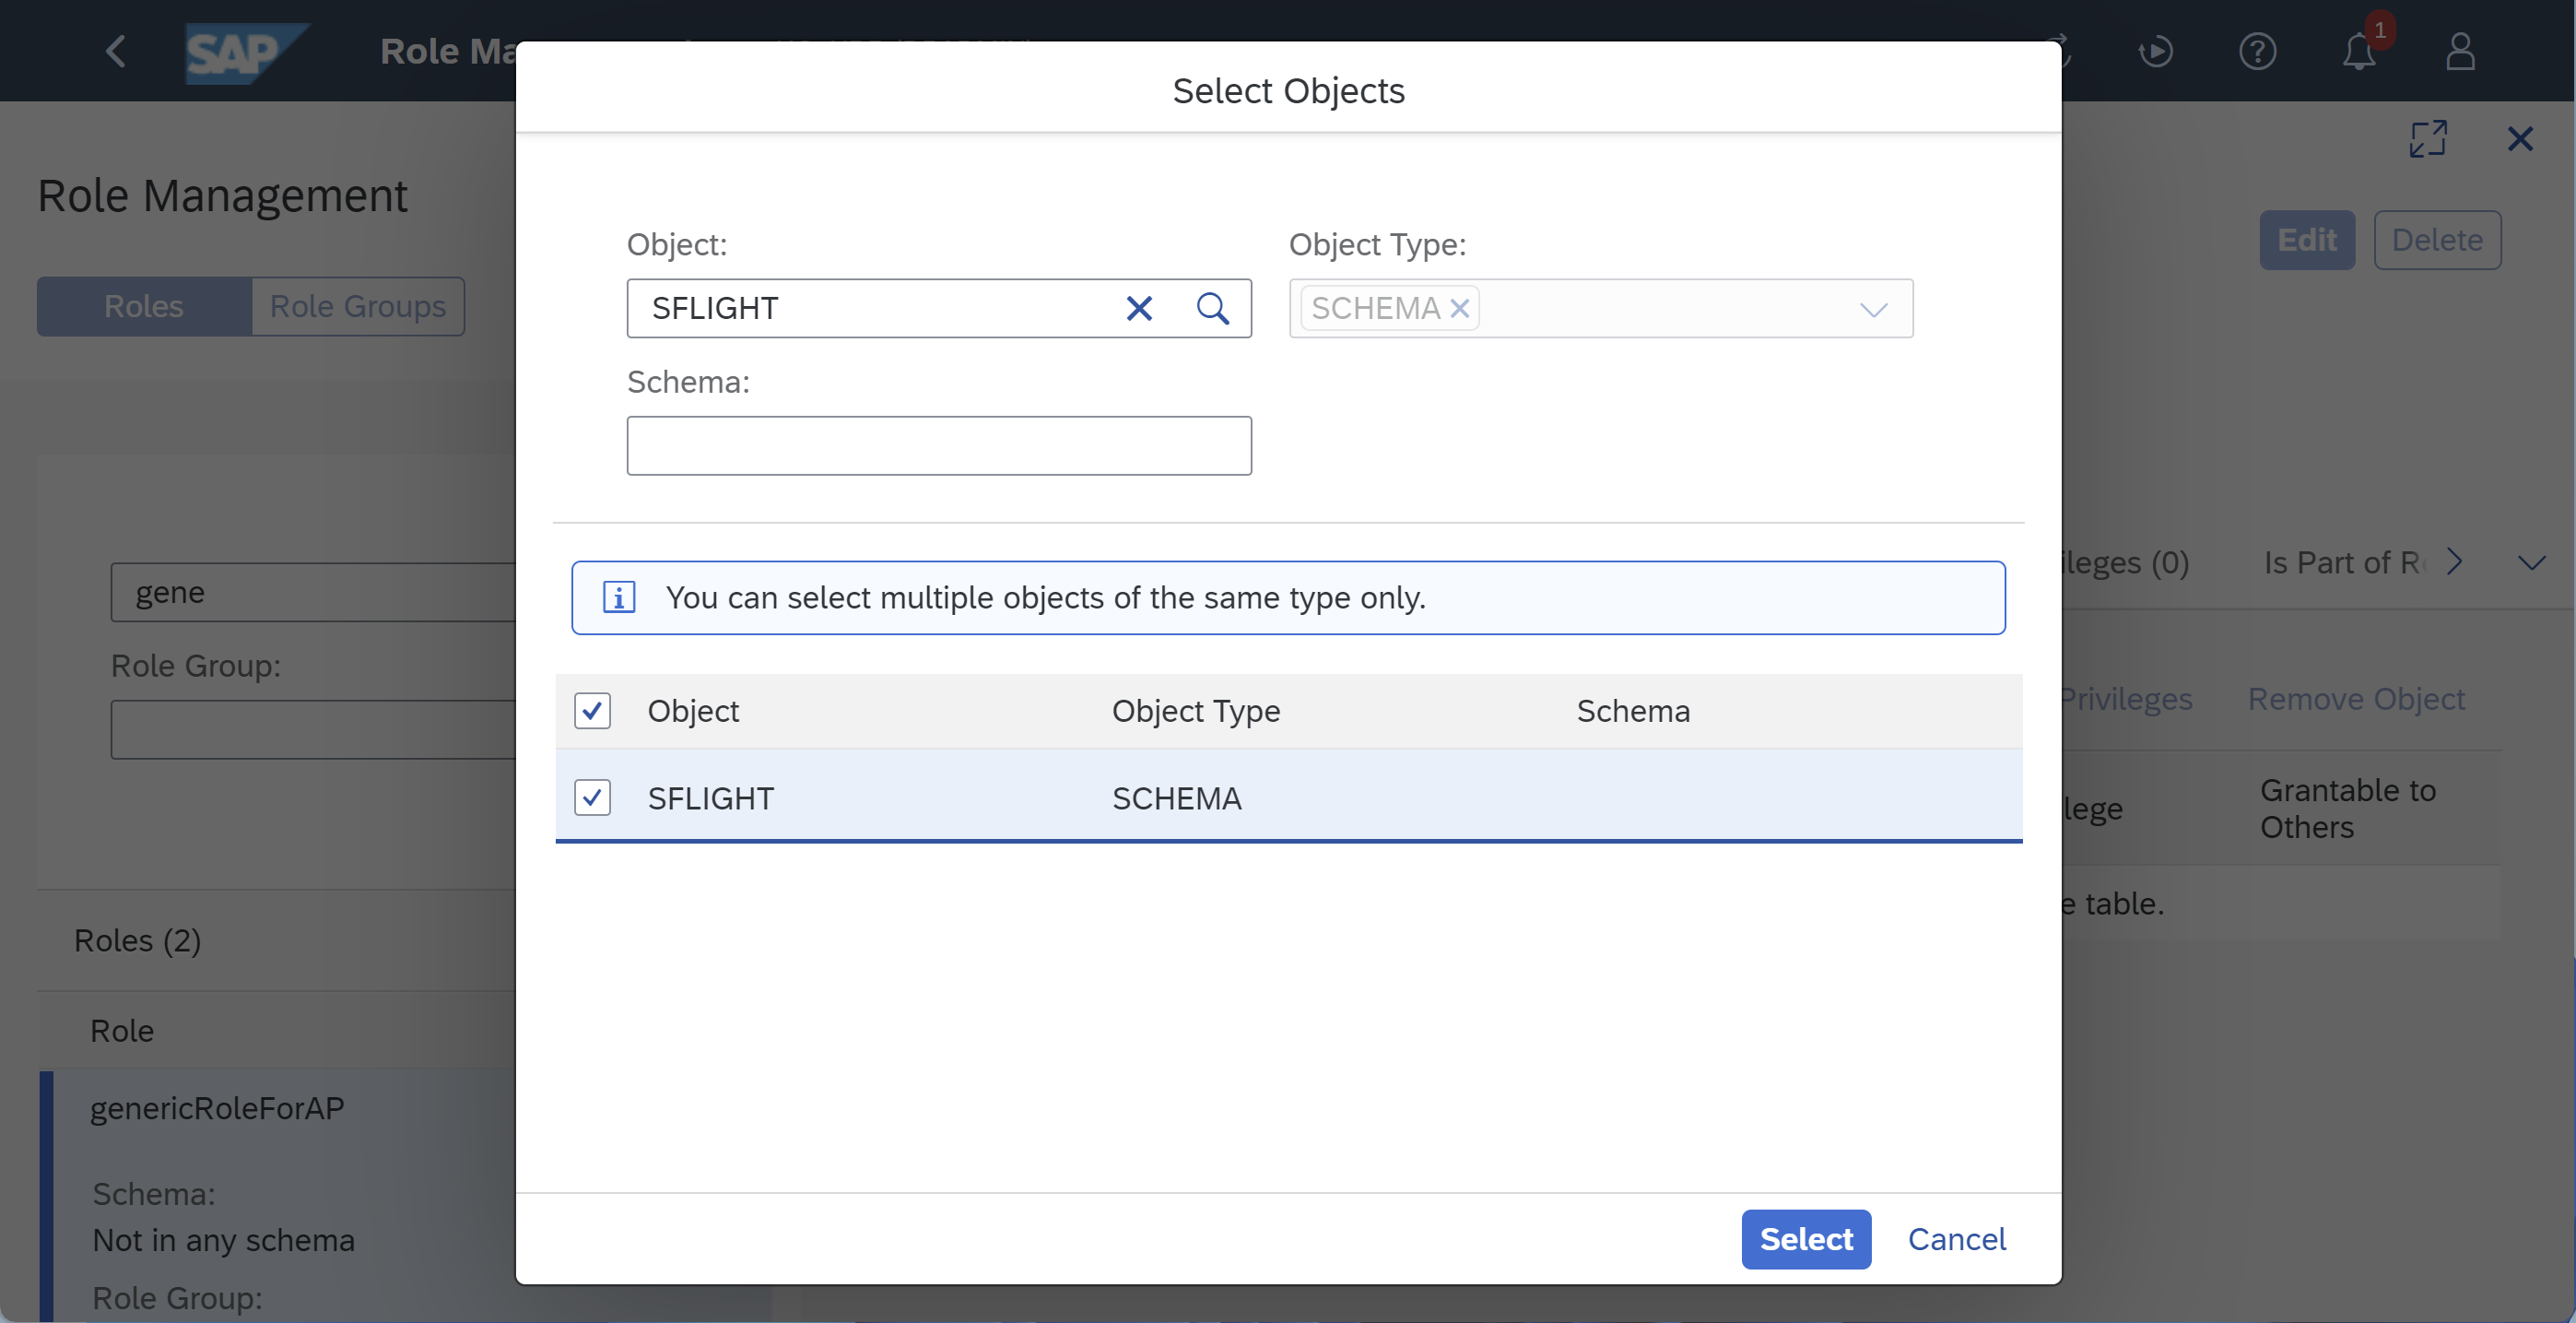 SAP
Role Ma
1
Select Objects
Role Management
Edit
Delete
Roles
Role Groups
Object:
Object Type:
SFLIGHT
SCHEMA
Schema:
ileges (0)
Is Part of R
gene
You can select multiple objects of the same type only.
Role Group:
Privileges
Remove Object
Object
Object Type
Schema
SFLIGHT
SCHEMA
lege
Grantable to
Others
e table.
Roles (2)
Role
genericRoleForAP
Schema:
Not in any schema
Role Group:
Select
Cancel